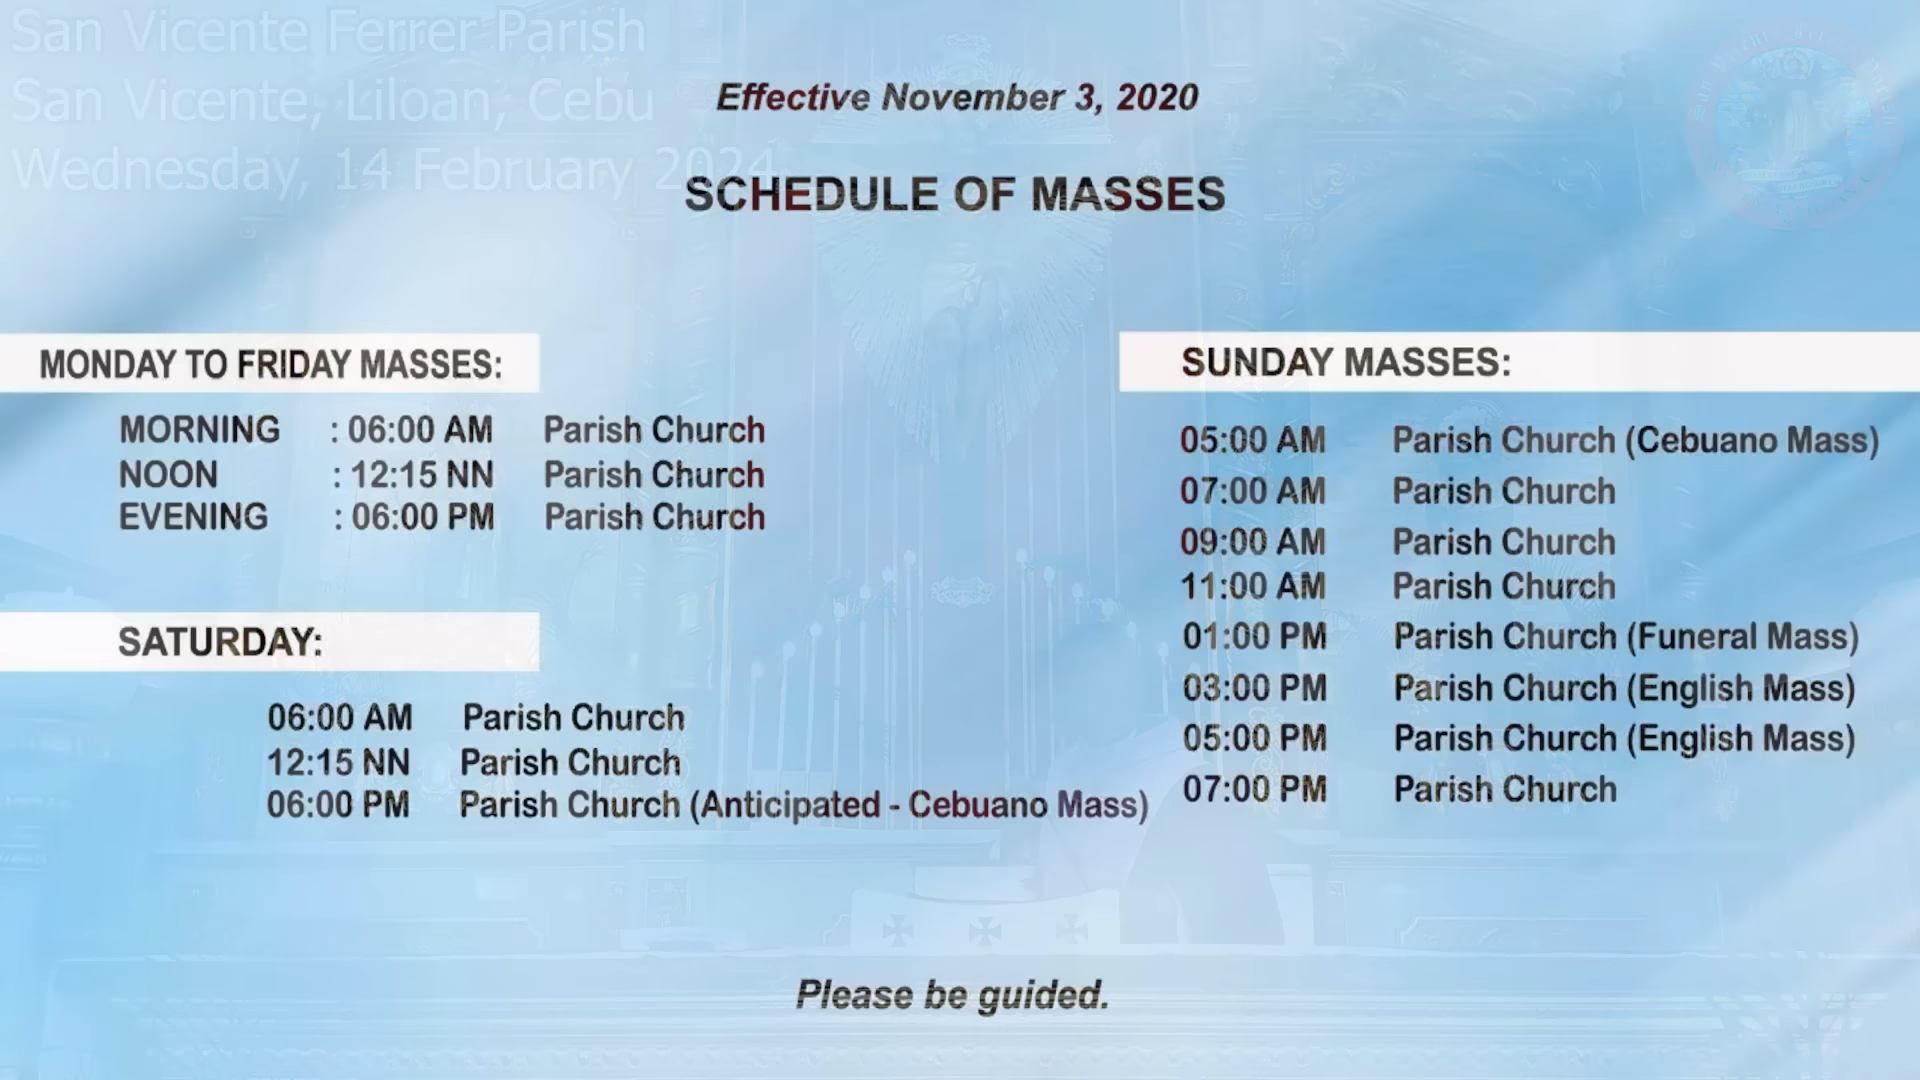 San Vicente Ferrer Parish
San Vicente, Liloan, Cebu
Wednesday, 14 February 2024
Effective November 3, 2020
SCHEDULE OF MASSES
MONDAY TO FRIDAY MASSES:
MORNING : 06:00 AM Parish Church
NOON : 12:15 NN Parish Church
EVENING : 06:00 PM Parish Church
SATURDAY:
06:00 AM Parish Church
12:15 NN Parish Church
06:00 PM Parish Church (Anticipated - Cebuano Mass)
SUNDAY MASSES:
05:00 AM Parish Church (Cebuano Mass)
07:00 AM Parish Church
09:00 AM Parish Church
11:00 AM Parish Church
01:00 PM Parish Church (Funeral Mass)
03:00 PM Parish Church (English Mass)
05:00 PM Parish Church (English Mass)
07:00 PM Parish Church
Please be guided.